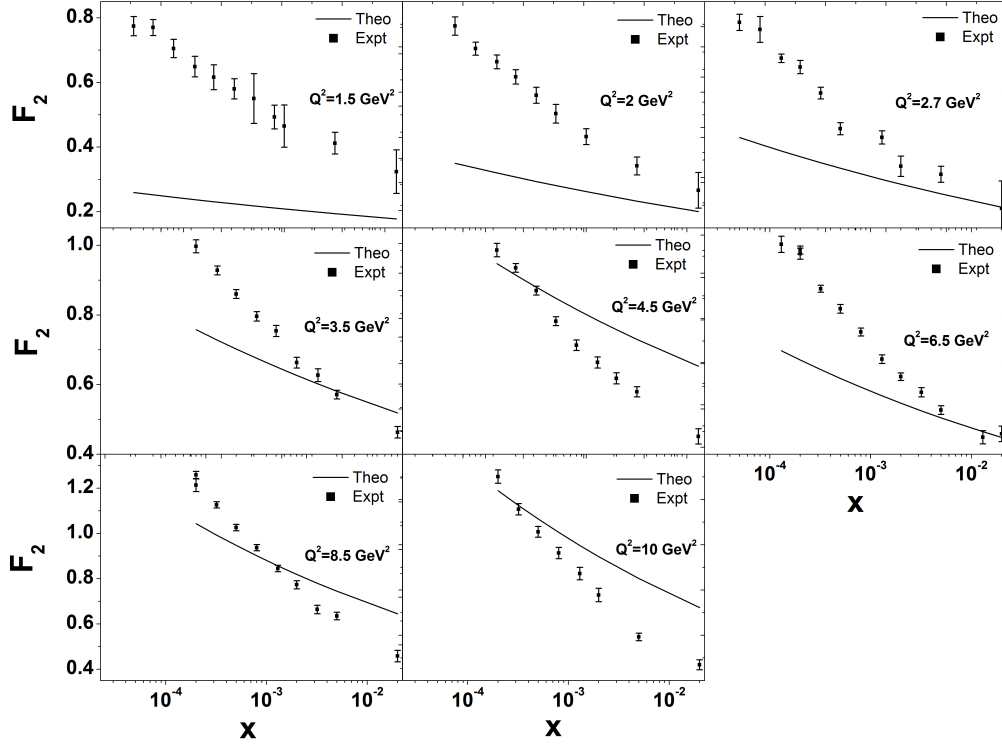 0.8
0.6
0.4
0.2
F₂
Theo
Expt
Q²=1.5 GeV²
Theo
Expt
Q²=2 GeV²
Theo
Expt
Q²=2.7 GeV²
1.0
0.8
0.6
0.4
F₂
Theo
Expt
Q²=3.5 GeV²
Theo
Expt
Q²=4.5 GeV²
Theo
Expt
Q²=6.5 GeV²
10⁻⁴ 10⁻³ 10⁻²
x
1.2
1.0
0.8
0.6
0.4
F₂
Theo
Expt
Q²=8.5 GeV²
Theo
Expt
Q²=10 GeV²
10⁻⁴ 10⁻³ 10⁻²
x
10⁻⁴ 10⁻³ 10⁻²
x